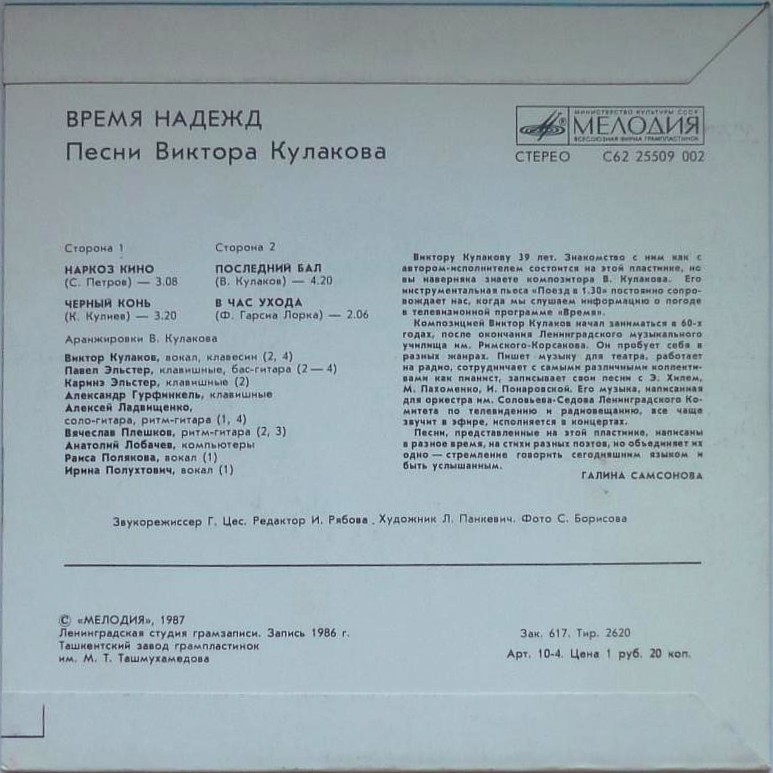 ВРЕМЯ НАДЕЖД
Песни Виктора Кулакова
МИНИСТЕРСТВО КУЛЬТУРЫ СССР
МЕЛОДИЯ
ВСЕСОЮЗНАЯ ФИРМА ГРАМПЛАСТИНОК
СТЕРЕО С62 25509 002
Сторона 1
НАРКОЗ КИНО
(С. Петров) — 3.08
ЧЕРНЫЙ КОНЬ
(К. Кулиев) — 3.20
Сторона 2
ПОСЛЕДНИЙ БАЛ
(В. Кулаков) — 4.20
В ЧАС УХОДА
(Ф. Гарсиа Лорка) — 2.06
Аранжировки В. Кулакова
Виктор Кулаков, вокал, клавесин (2, 4)
Павел Эльстер, клавишные, бас-гитара (2—4)
Каринэ Эльстер, клавишные (2)
Александр Гурфинкель, клавишные
Алексей Ладвищенко,
соло-гитара, ритм-гитара (1, 4)
Вячеслав Плешков, ритм-гитара (2, 3)
Анатолий Лобачев, компьютеры
Раиса Полякова, вокал (1)
Ирина Полухтович, вокал (1)
Виктору Кулакову 39 лет. Знакомство с ним как с
автором-исполнителем состоится на этой пластинке, но
вы наверняка знаете композитора В. Кулакова. Его
инструментальная пьеса «Поезд в 1.30» постоянно сопро-
вождает нас, когда мы слушаем информацию о погоде
в телевизионной программе «Время».
Композицией Виктор Кулаков начал заниматься в 60-х
годах, после окончания Ленинградского музыкального
училища им. Римского-Корсакова. Он пробует себя в
разных жанрах. Пишет музыку для театра, работает
на радио, сотрудничает с самыми различными коллекти-
вами как пианист, записывает свои песни с Э. Хилем,
М. Пахоменко, И. Понаровской. Его музыка, написанная
для оркестра им. Соловьева-Седова Ленинградского Ко-
митета по телевидению и радиовещанию, все чаще
звучит в эфире, исполняется в концертах.
Песни, представленные на этой пластинке, написаны
в разное время, на стихи разных поэтов, но объединяет их
одно — стремление говорить сегодняшним языком и
быть услышанным.
ГАЛИНА САМСОНОВА
Звукорежиссер Г. Цес. Редактор И. Рябова. Художник Л. Панкевич. Фото С. Борисова
© «МЕЛОДИЯ», 1987
Ленинградская студия грамзаписи. Запись 1986 г.
Ташкентский завод грампластинок
им. М. Т. Ташмухамедова
Зак. 617. Тир. 2620
Арт. 10-4. Цена 1 руб. 20 коп.